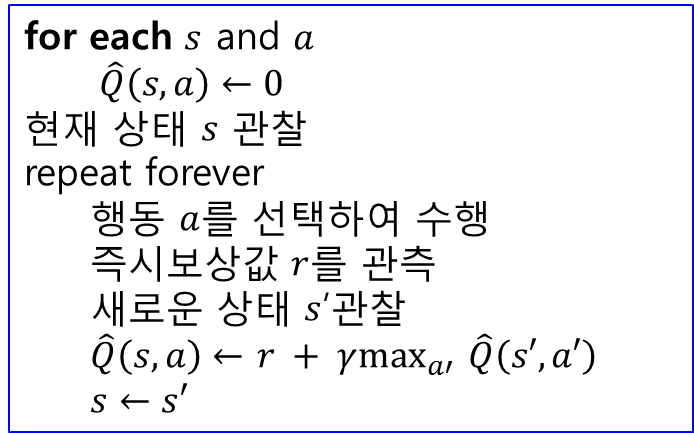 for each s and a
Q̂(s, a) ← 0
현재 상태 s 관찰
repeat forever
행동 a를 선택하여 수행
즉시보상값 r를 관측
새로운 상태 s′관찰
Q̂(s, a) ← r + γmaxₐ′ Q̂(s′, a′)
s ← s′